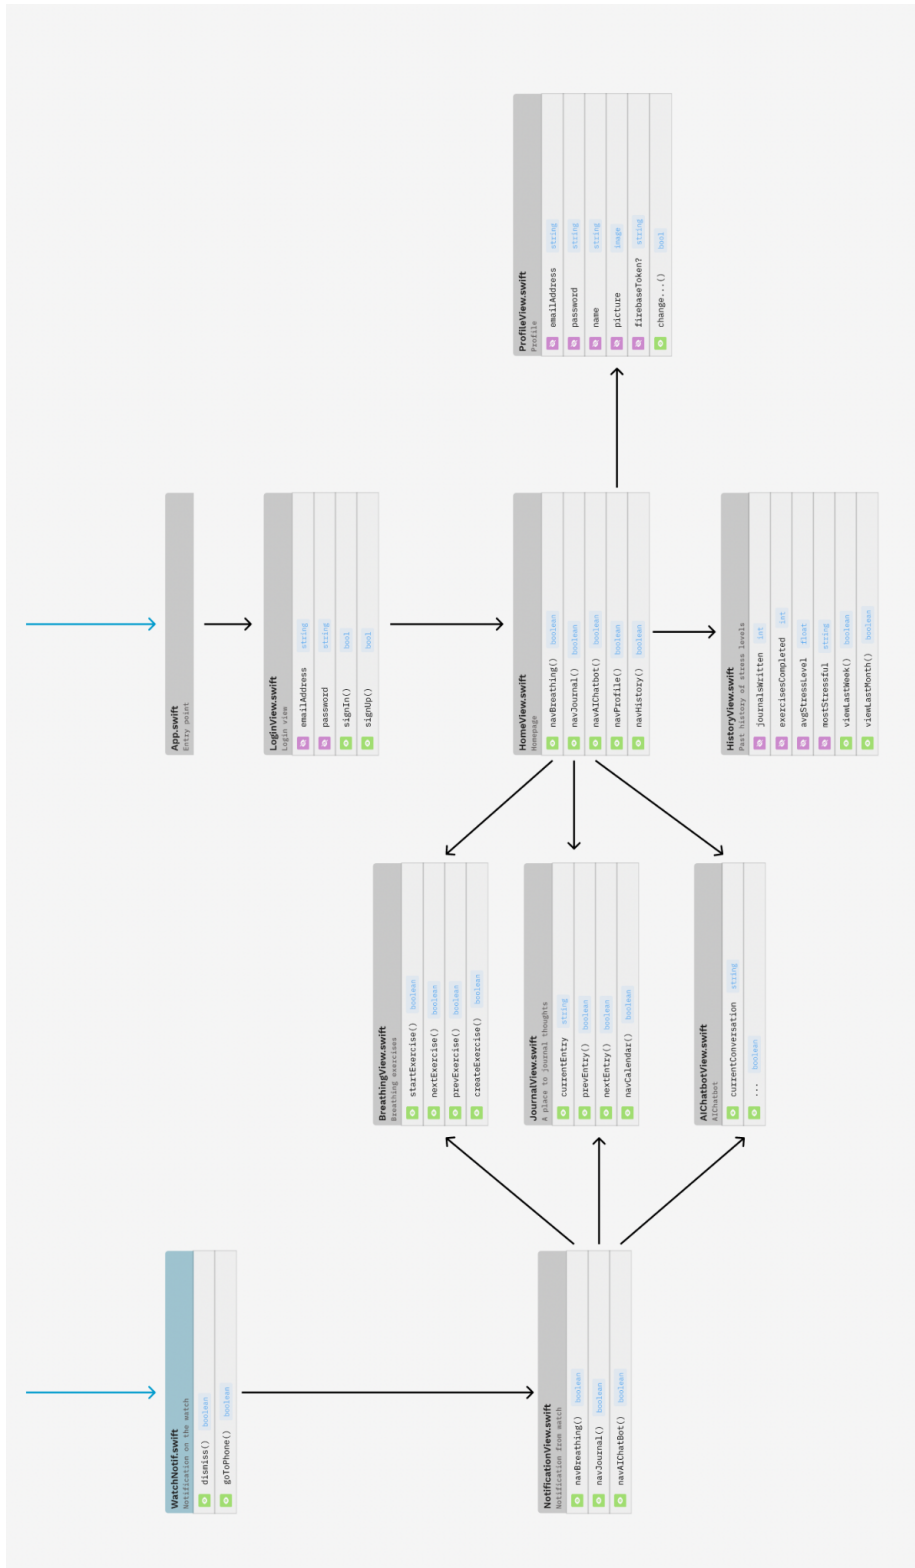 WatchNotif.swift
Notification on the watch
dismiss() boolean
goToPhone() boolean
NotificationView.swift
Notification from watch
navBreathing() boolean
navJournal() boolean
navAIChatBot() boolean
BreathingView.swift
Breathing exercises
startExercise() boolean
nextExercise() boolean
prevExercise() boolean
createExercise() boolean
JournalView.swift
A place to journal thoughts
currentEntry string
prevEntry() boolean
nextEntry() boolean
navCalendar() boolean
AIChatbotView.swift
AIChatbot
currentConversation string
... boolean
App.swift
Entry point
LoginView.swift
Login view
emailAddress string
password string
signIn() bool
signUp() bool
HomeView.swift
Homepage
navBreathing() boolean
navJournal() boolean
navAIChatbot() boolean
navProfile() boolean
navHistory() boolean
HistoryView.swift
Past history of stress levels
journalsWritten int
exercisesCompleted int
avgStressLevel float
mostStressful string
viewLastWeek() boolean
viewLastMonth() boolean
ProfileView.swift
Profile
emailAddress string
password string
name string
picture image
firebaseToken? string
change...() bool